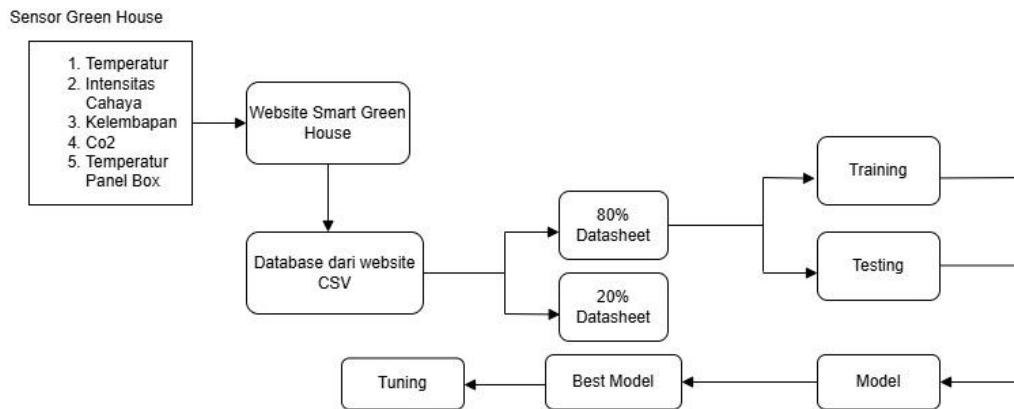 Sensor Green House
1. Temperatur
2. Intensitas
Cahaya
3. Kelembapan
4. Co2
5. Temperatur
Panel Box
Website Smart Green
House
Database dari website
CSV
80%
Datasheet
20%
Datasheet
Training
Testing
Tuning
Best Model
Model